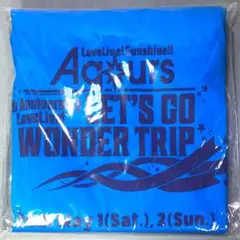 LoveLive! Sunshine!!
Aqours
LoveLive!
LET'S GO
WONDER TRIP
1(Sat.), 2(Sun.)